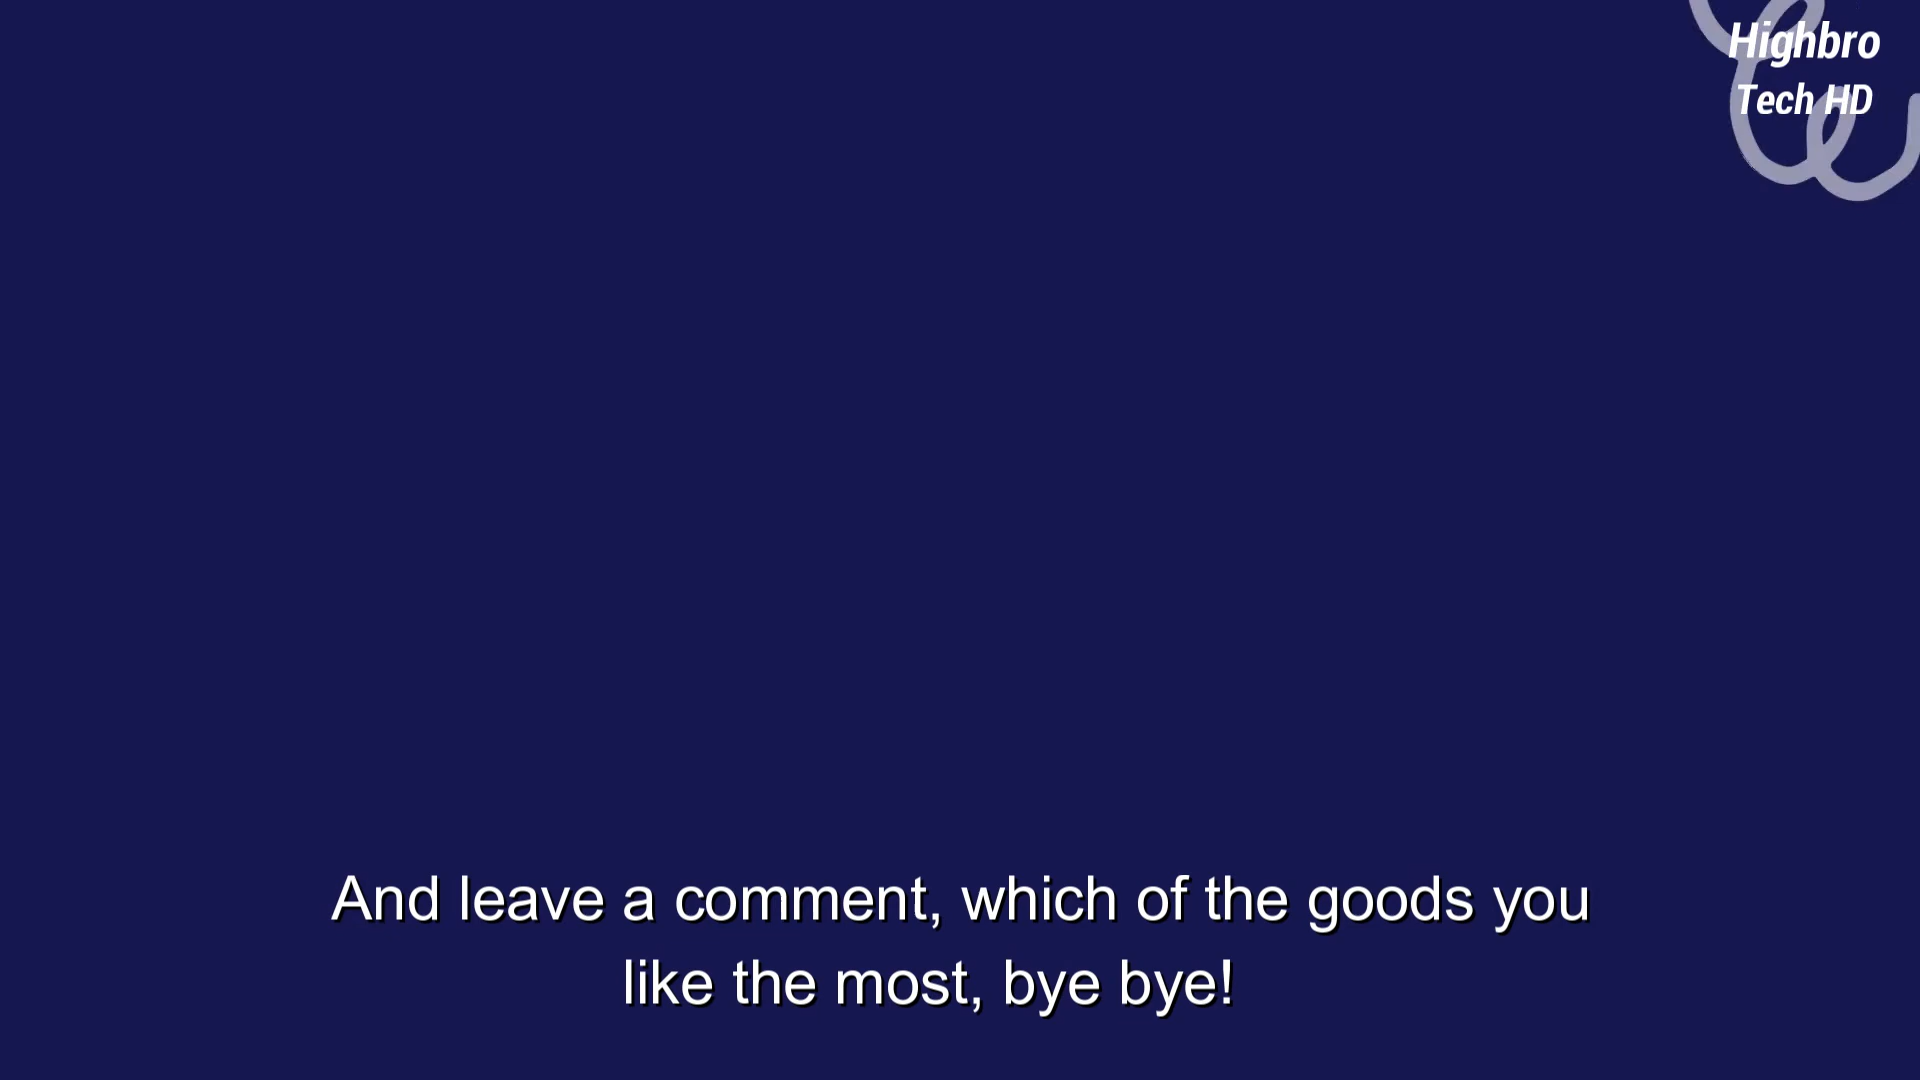 Highbro
Tech HD
And leave a comment, which of the goods you
like the most, bye bye!